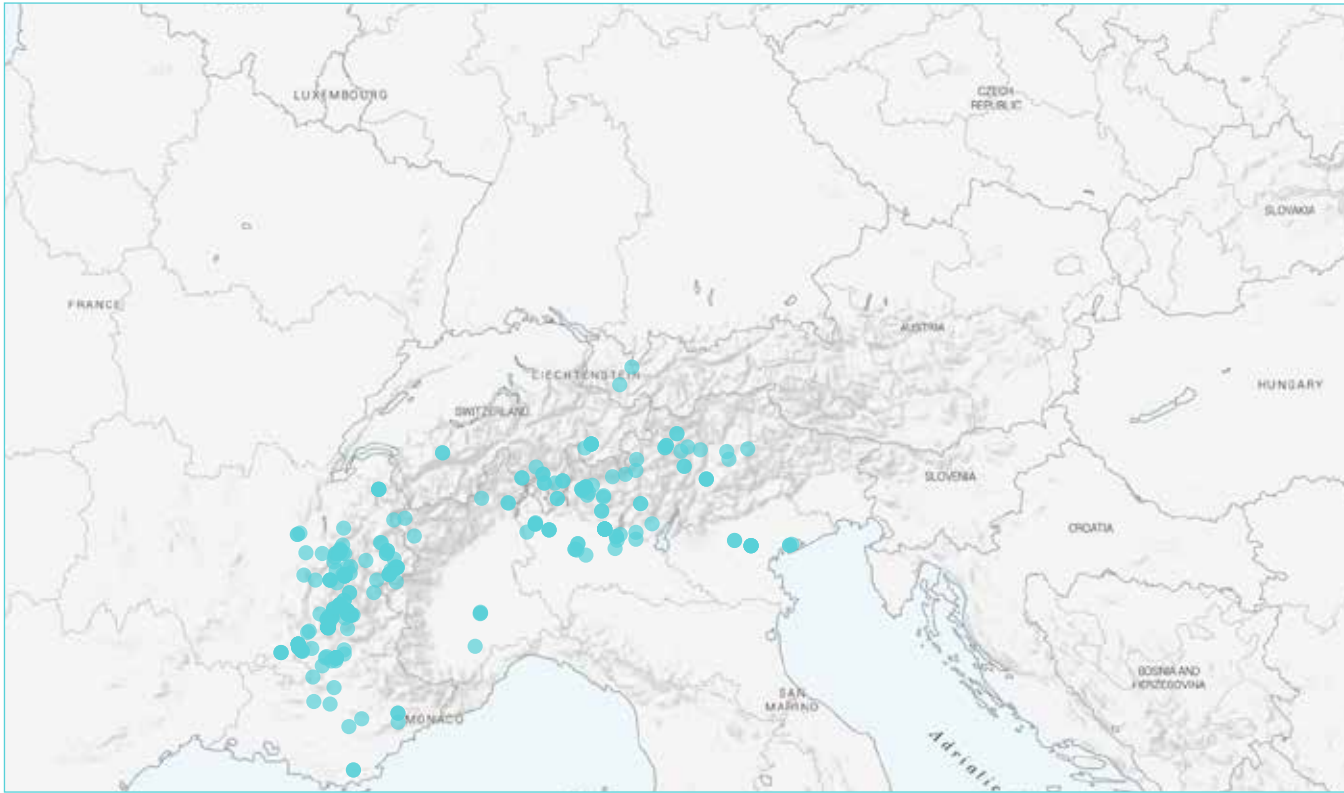 LUXEMBOURG
CZECH
REPUBLIC
SLOVAKIA
FRANCE
AUSTRIA
LIECHTENSTEIN
HUNGARY
SWITZERLAND
SLOVENIA
CROATIA
BOSNIA AND
HERZEGOVINA
SAN
MARINO
MONACO
Adriatic